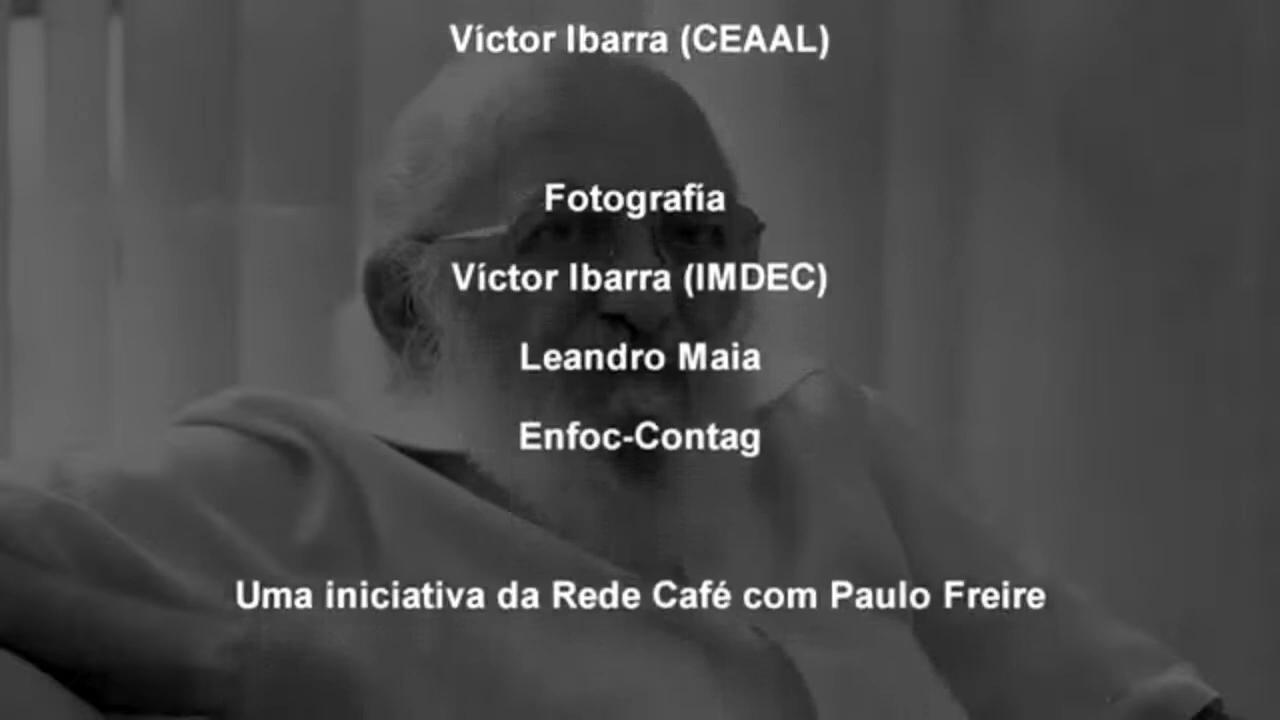 Víctor Ibarra (CEAAL)
Fotografía
Víctor Ibarra (IMDEC)
Leandro Maia
Enfoc-Contag
Uma iniciativa da Rede Café com Paulo Freire